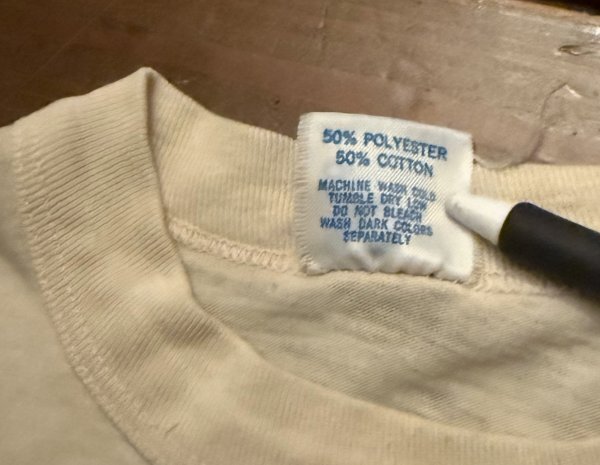 50% POLYESTER
50% COTTON
MACHINE WASH COLD
TUMBLE DRY LOW
DO NOT BLEACH
WASH DARK COLORS
SEPARATELY